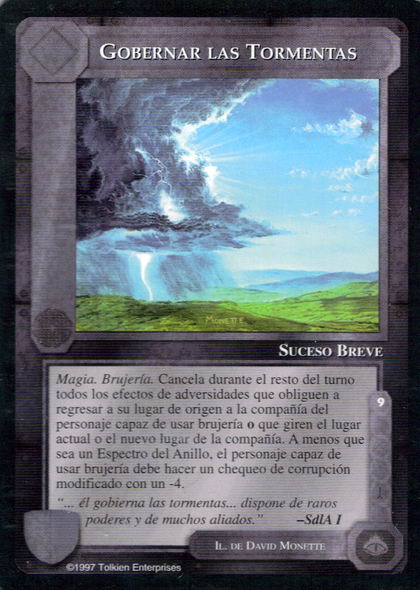 Gobernar las Tormentas
Monette
Suceso Breve
Magia. Brujería. Cancela durante el resto del turno
todos los efectos de adversidades que obliguen a
regresar a su lugar de origen a la compañía del
personaje capaz de usar brujería o que giren el lugar
actual o el nuevo lugar de la compañía. A menos que
sea un Espectro del Anillo, el personaje capaz de
usar brujería debe hacer un chequeo de corrupción
modificado con un -4.
9
"... él gobierna las tormentas... dispone de raros
poderes y de muchos aliados." –SdlA I
Il. de David Monette
©1997 Tolkien Enterprises